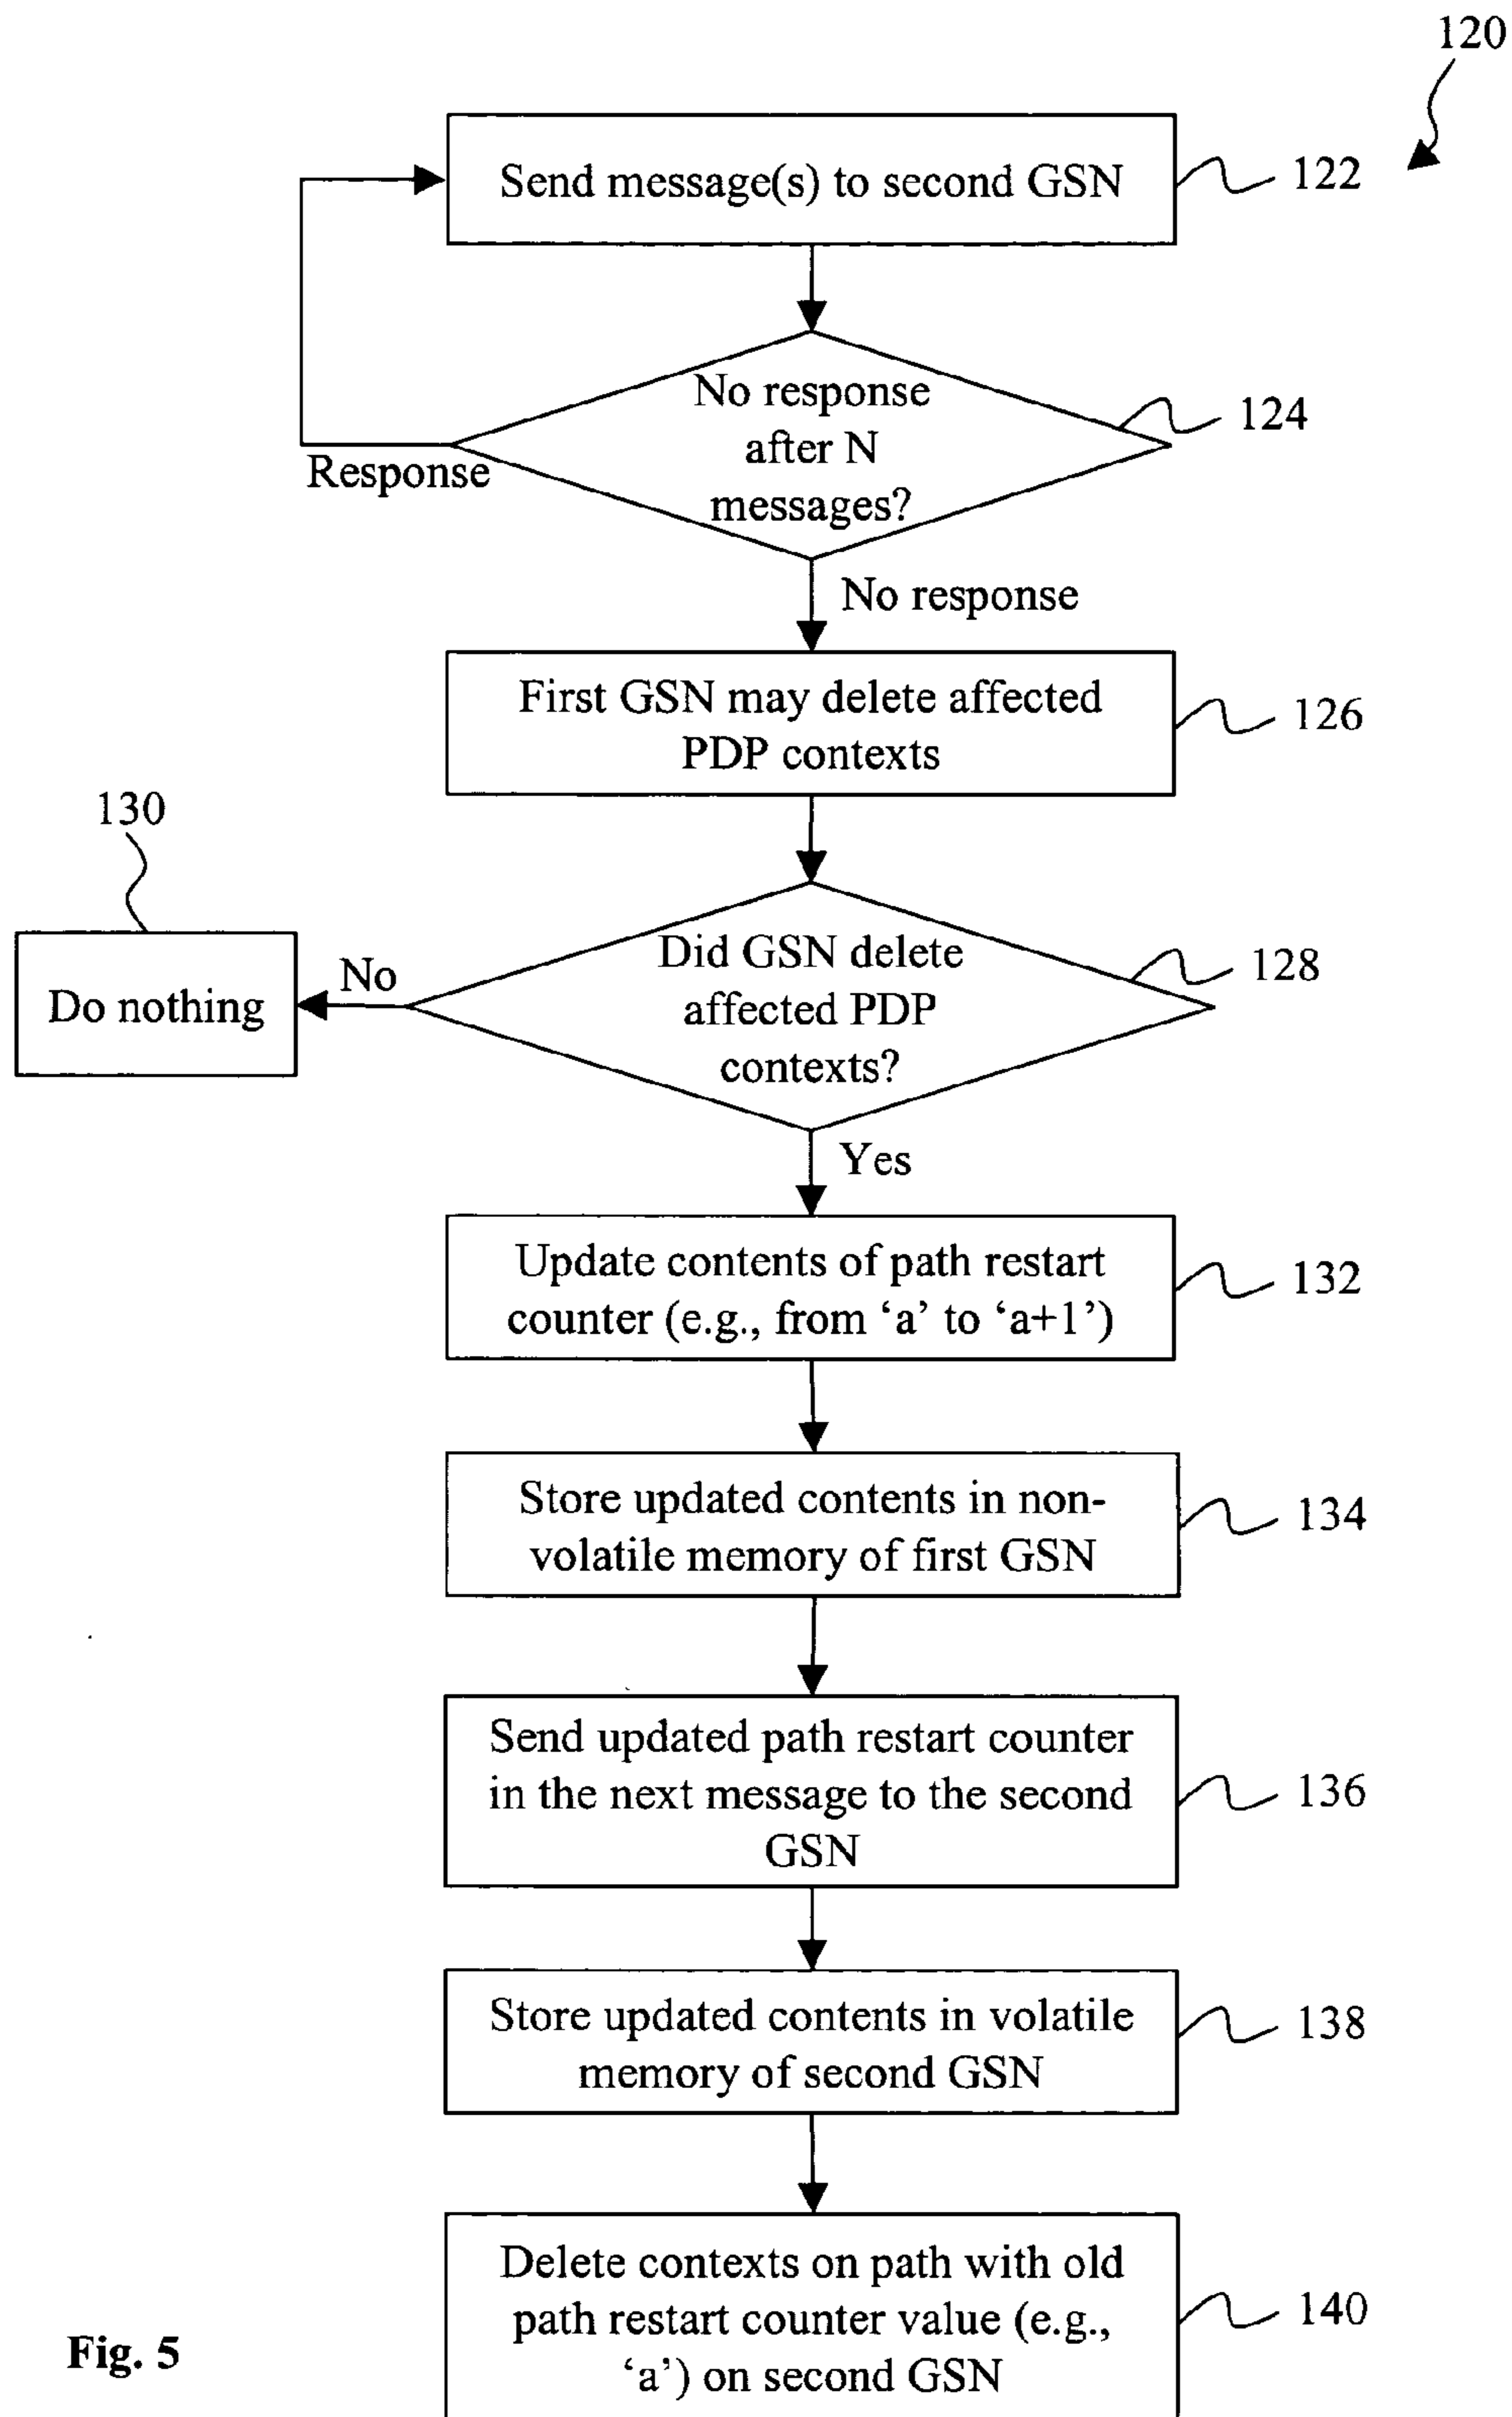 120
Send message(s) to second GSN
122
No response
after N
messages?
124
Response
No response
First GSN may delete affected
PDP contexts
126
130
Do nothing
No
Did GSN delete
affected PDP
contexts?
128
Yes
Update contents of path restart
counter (e.g., from ‘a’ to ‘a+1’)
132
Store updated contents in non-
volatile memory of first GSN
134
Send updated path restart counter
in the next message to the second
GSN
136
Store updated contents in volatile
memory of second GSN
138
Delete contexts on path with old
path restart counter value (e.g.,
‘a’) on second GSN
140
Fig. 5